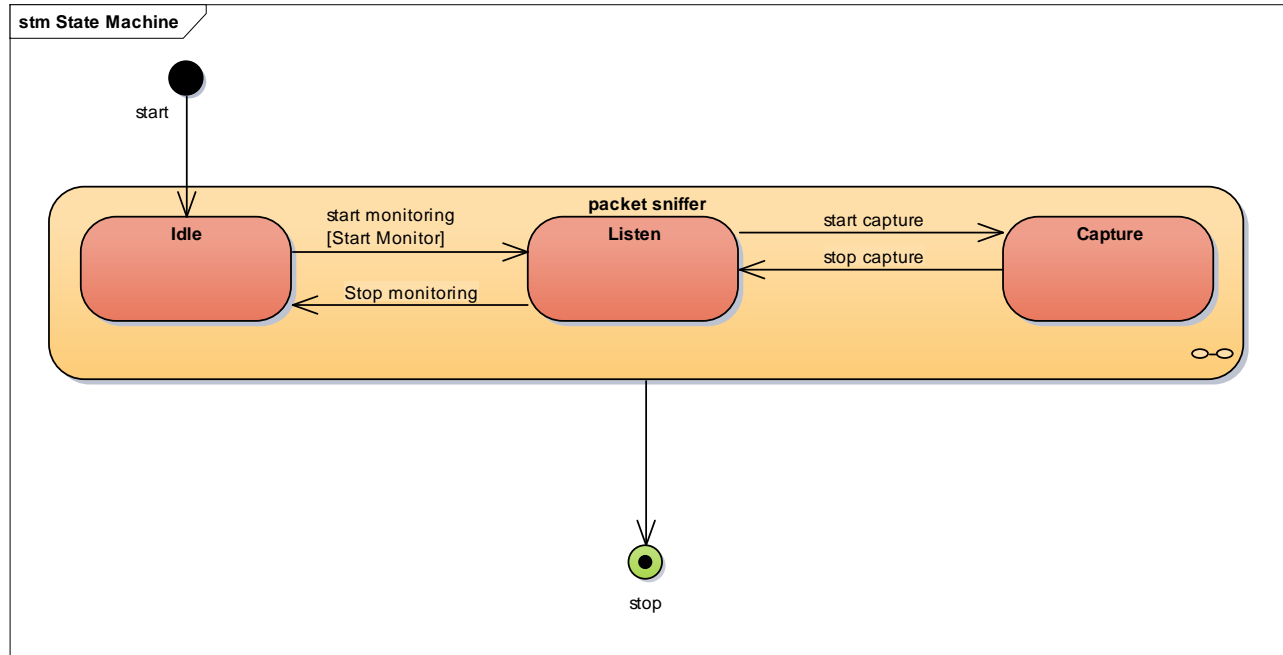 stm State Machine
start
packet sniffer
Idle
start monitoring
[Start Monitor]
Listen
start capture
Capture
stop capture
Stop monitoring
stop